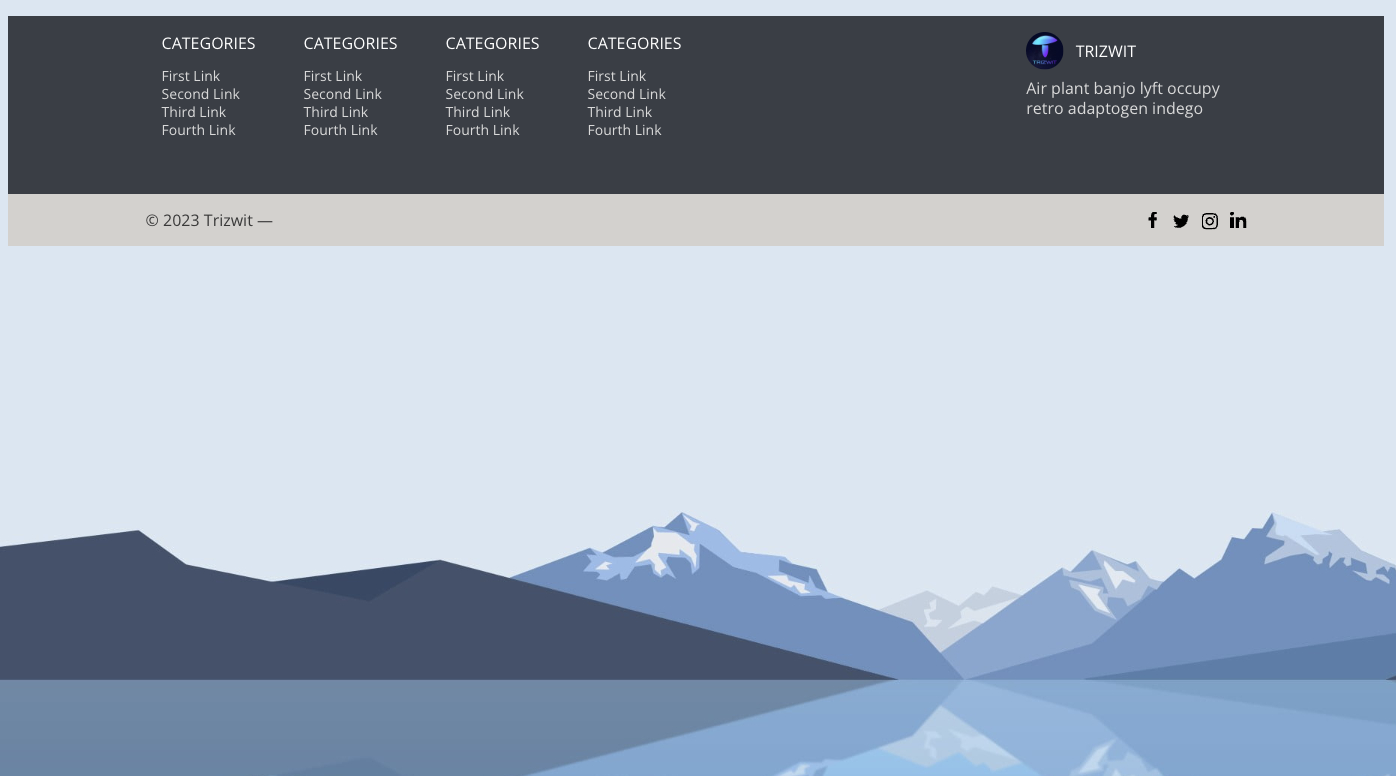 CATEGORIES
First Link
Second Link
Third Link
Fourth Link
CATEGORIES
First Link
Second Link
Third Link
Fourth Link
CATEGORIES
First Link
Second Link
Third Link
Fourth Link
CATEGORIES
First Link
Second Link
Third Link
Fourth Link
TRIZWIT
TRIZWIT
Air plant banjo lyft occupy
retro adaptogen indego
© 2023 Trizwit —